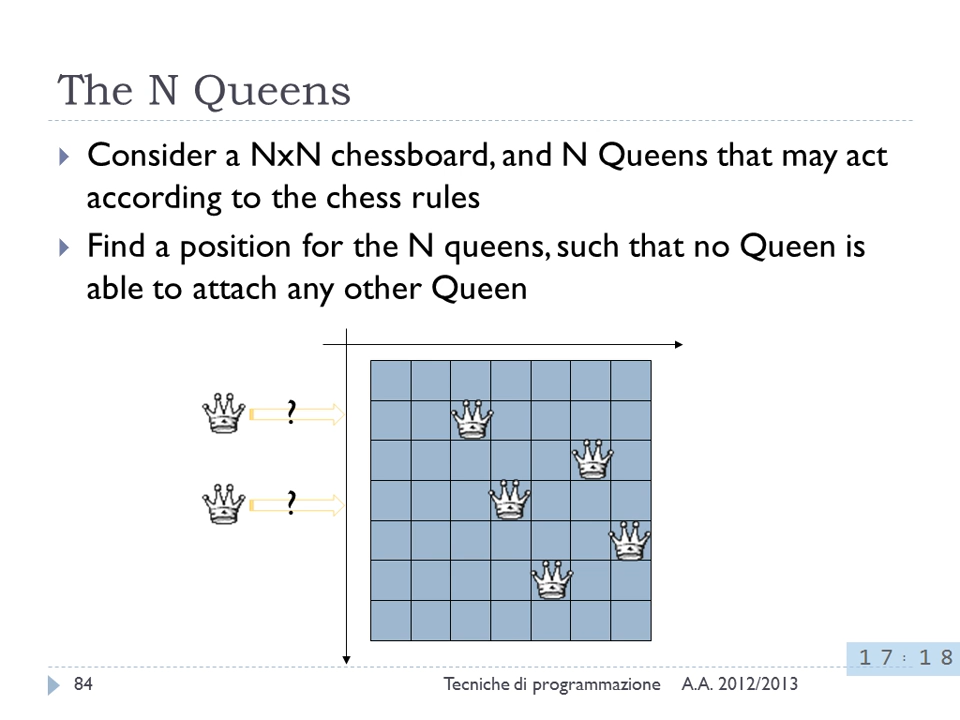 The N Queens
Consider a NxN chessboard, and N Queens that may act
according to the chess rules
Find a position for the N queens, such that no Queen is
able to attach any other Queen
?
?
17:18
84 Tecniche di programmazione A.A. 2012/2013